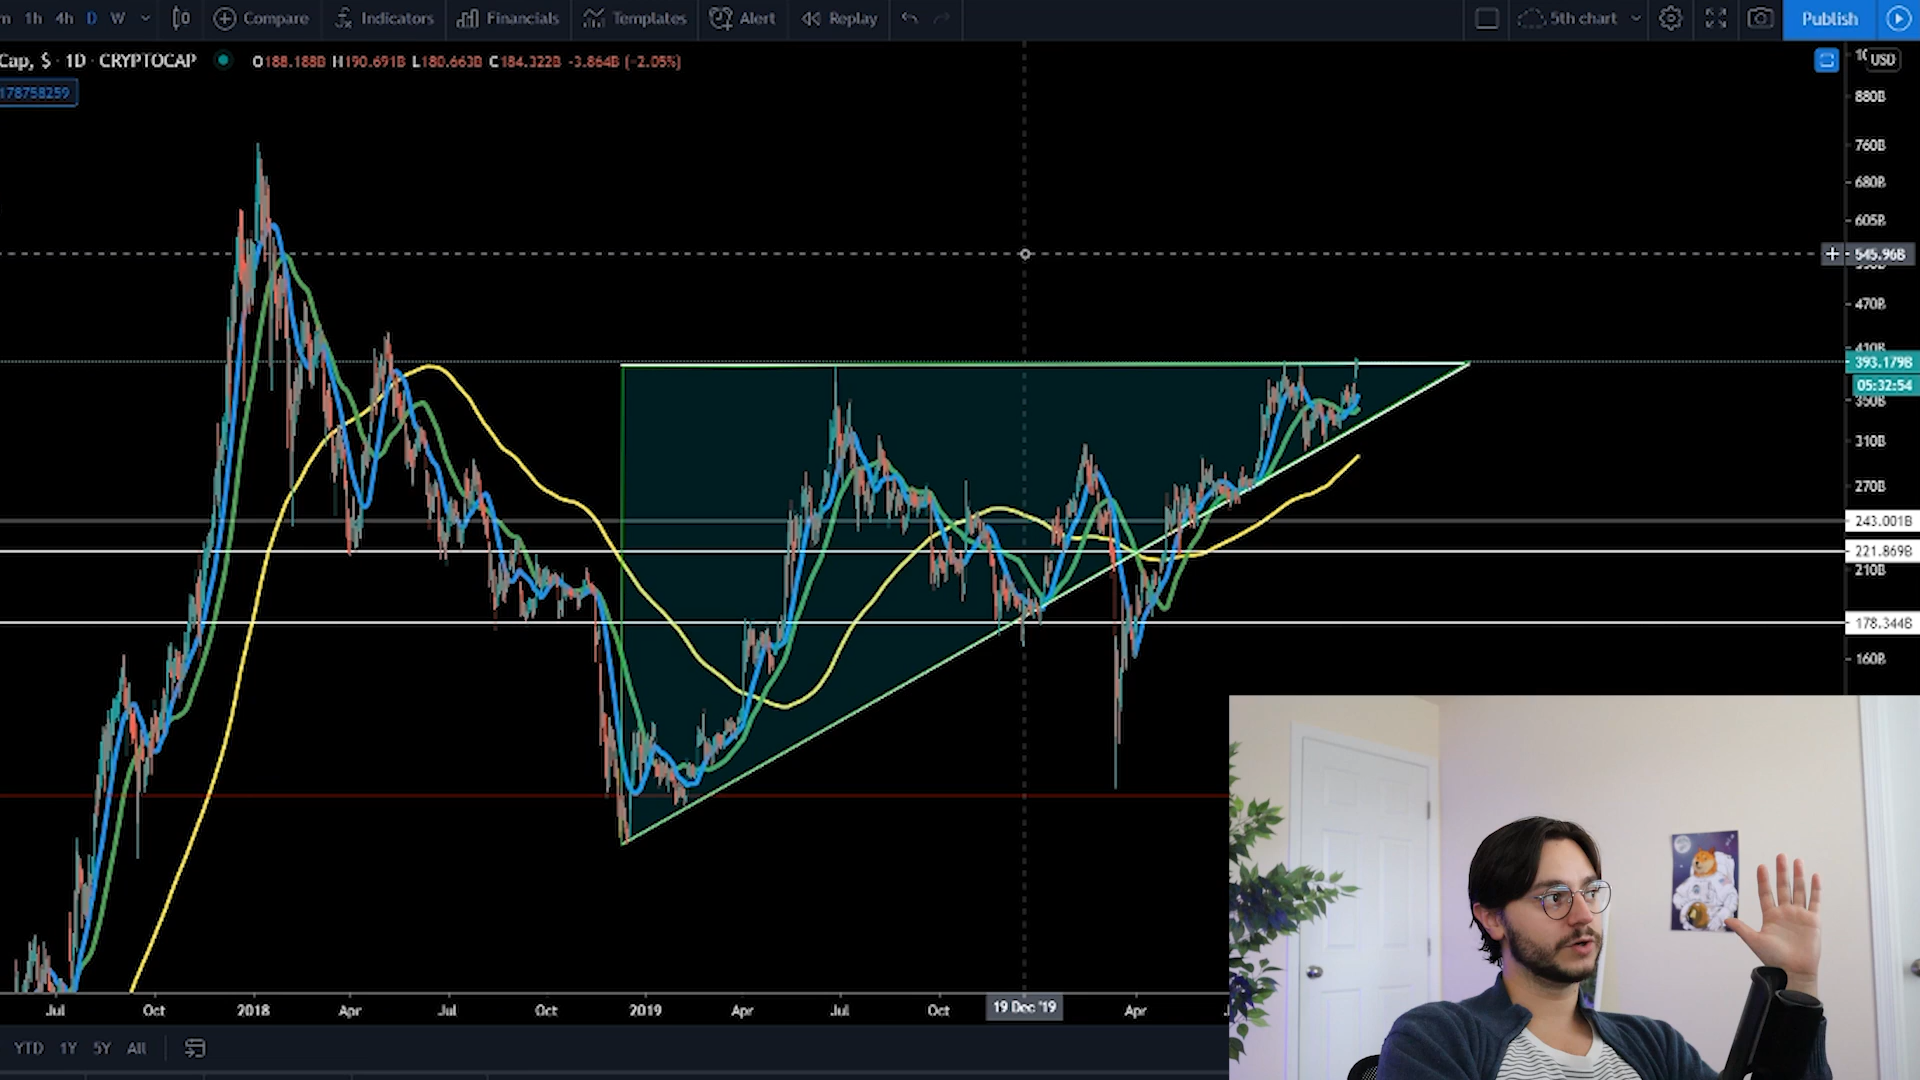 1h 4h D W Compare Indicators Financials Templates Alert Replay 5th chart Publish
Cap, $ · 1D · CRYPTOCAP O188.188B H190.691B L180.663B C184.322B -3.864B (-2.05%)
USD
178758259
880B
760B
680B
605B
545.96B
470B
410B
393.179B
05:32:54
350B
310B
270B
243.001B
221.869B
210B
178.344B
160B
Jul Oct 2018 Apr Jul Oct 2019 Apr Jul Oct 19 Dec '19 Apr
YTD 1Y 5Y All